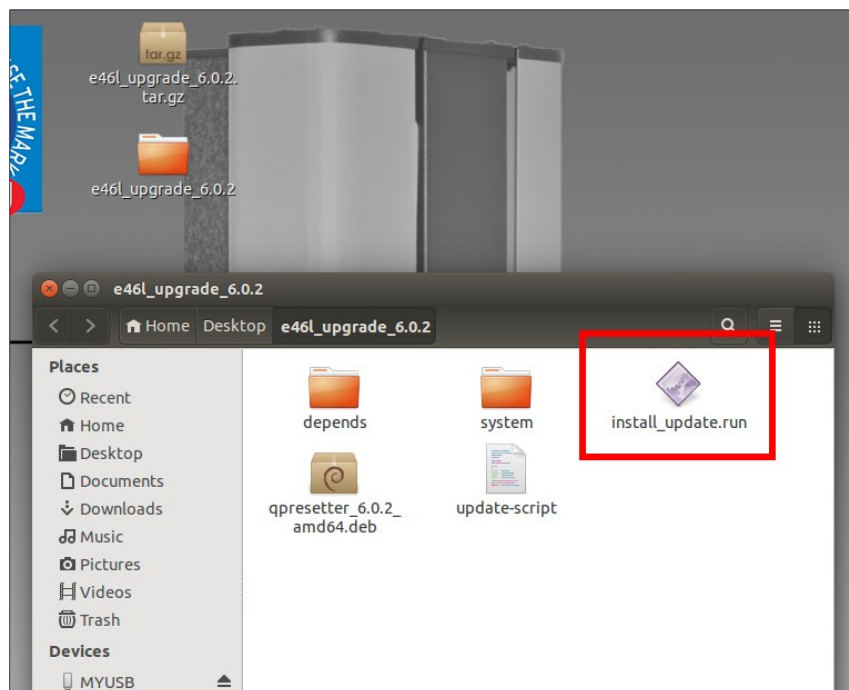 SE THE MARK
tar.gz
e46l_upgrade_6.0.2.
tar.gz
e46l_upgrade_6.0.2
e46l_upgrade_6.0.2
Home Desktop e46l_upgrade_6.0.2
Places
Recent
Home
Desktop
Documents
Downloads
Music
Pictures
Videos
Trash
Devices
MYUSB
depends
system
install_update.run
qpresetter_6.0.2_
amd64.deb
update-script